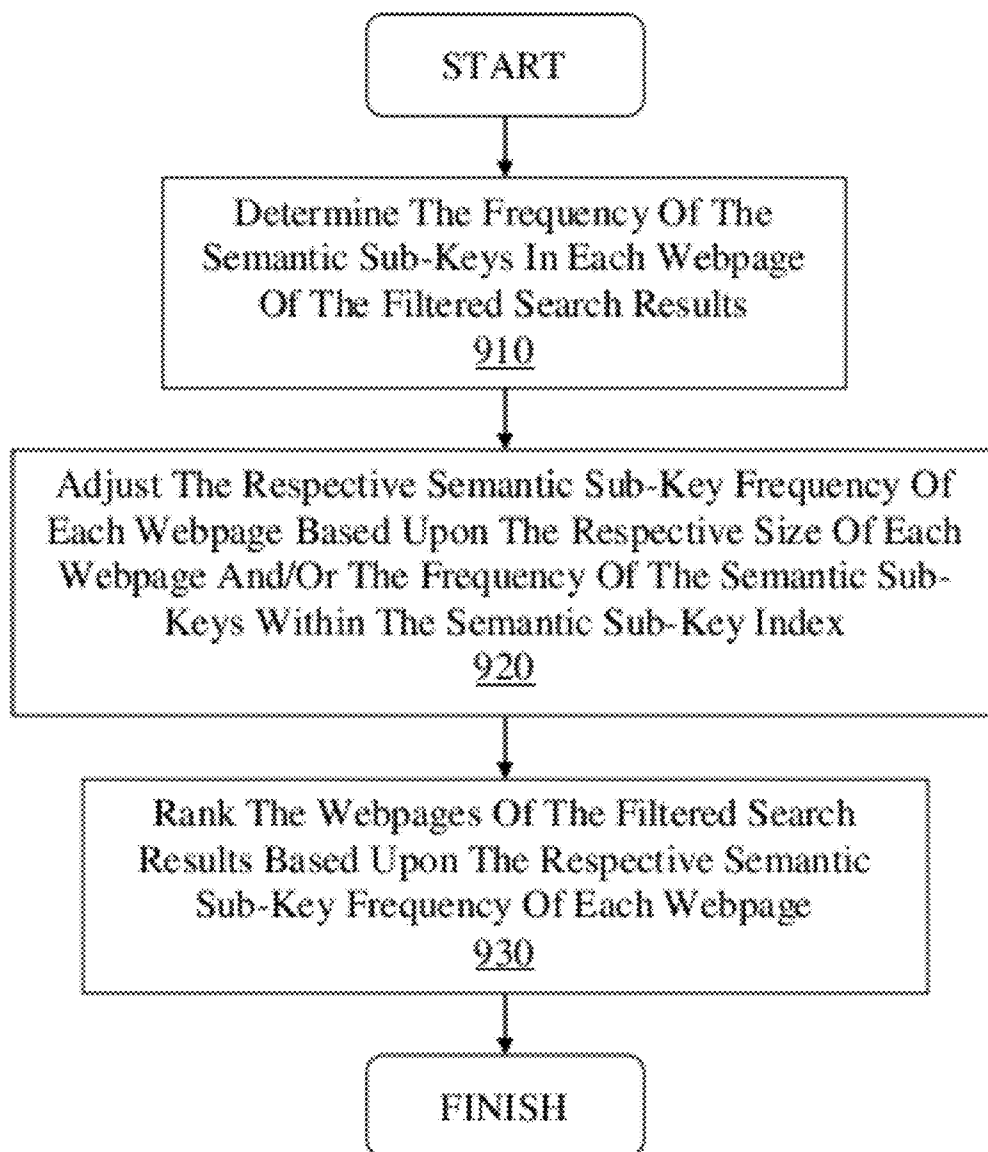 START
Determine The Frequency Of The
Semantic Sub-Keys In Each Webpage
Of The Filtered Search Results
910
Adjust The Respective Semantic Sub-Key Frequency Of
Each Webpage Based Upon The Respective Size Of Each
Webpage And/Or The Frequency Of The Semantic Sub-
Keys Within The Semantic Sub-Key Index
920
Rank The Webpages Of The Filtered Search
Results Based Upon The Respective Semantic
Sub-Key Frequency Of Each Webpage
930
FINISH